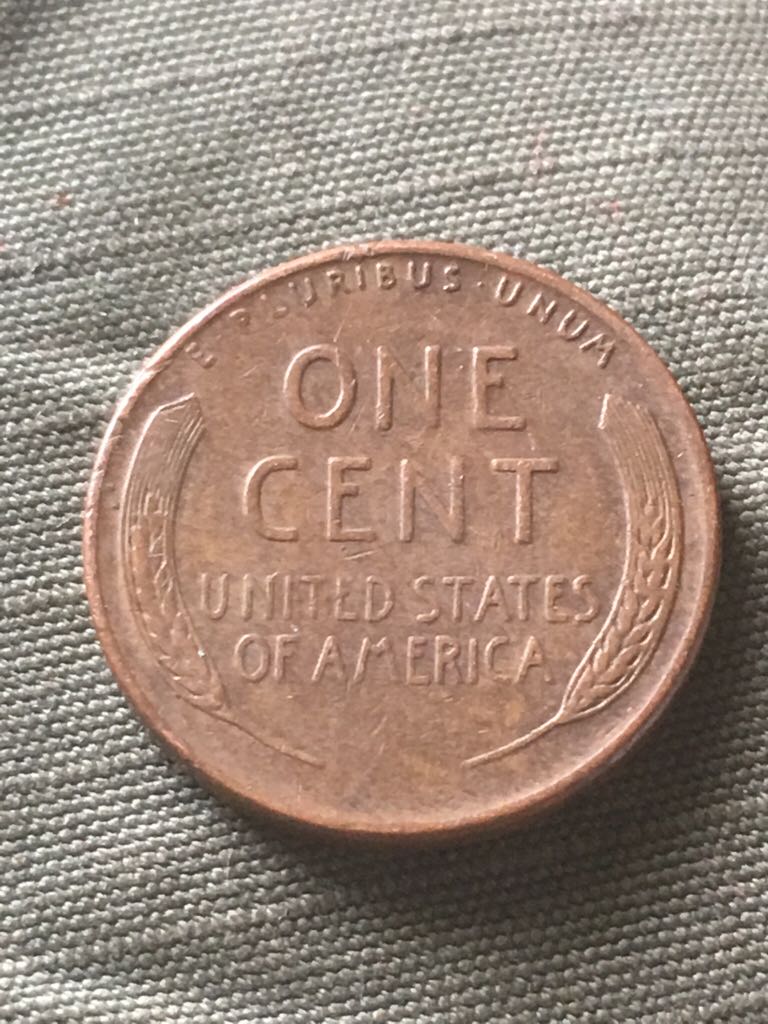 E · PLURIBUS · UNUM
ONE
CENT
UNITED STATES
OF AMERICA